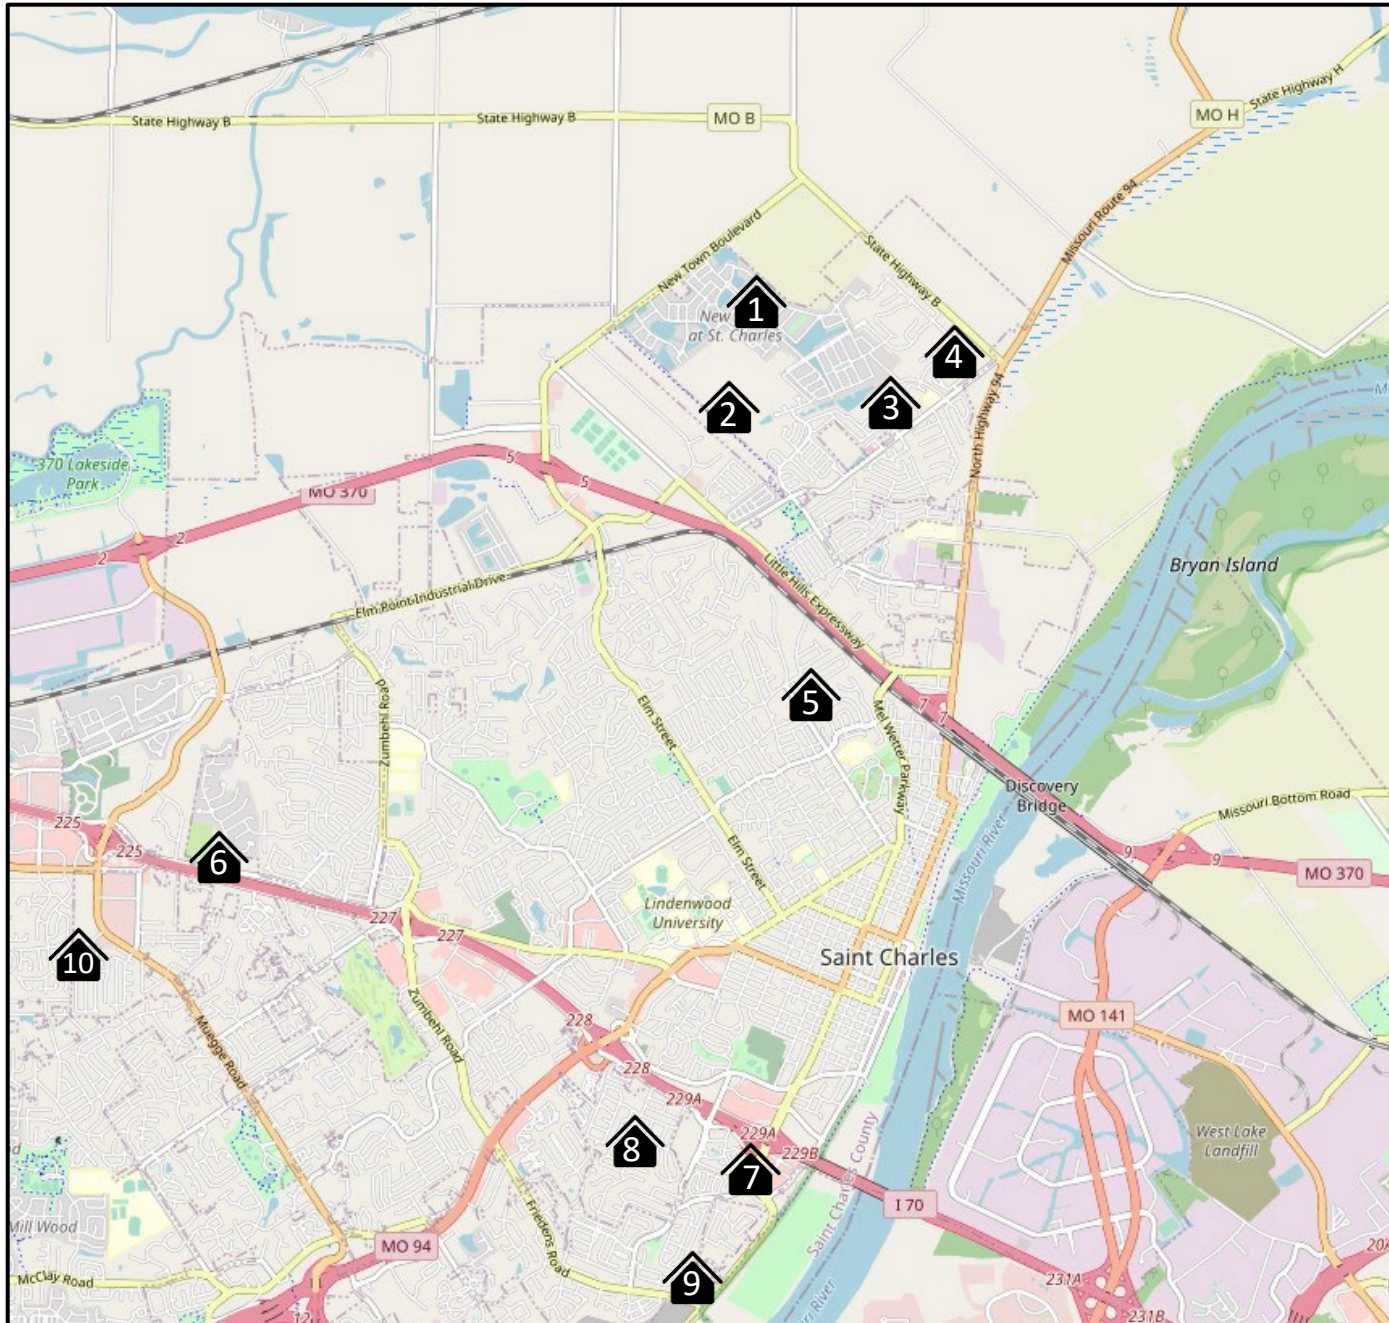 State Highway B
State Highway B
MO B
MO H
State Highway H
Missouri Route 94
New Town Boulevard
State Highway B
1
New
at St. Charles
4
2
3
North Highway 94
370 Lakeside
Park
MO 370
5
5
2
2
Bryan Island
Little Hills Expressway
Elm Point Industrial Drive
5
7
7
Zumbehl Road
Elm Street
Mel Wetter Parkway
Discovery
Bridge
Missouri Bottom Road
225
225
6
Elm Street
9
9
MO 370
Missouri River
Lindenwood
University
227
227
10
Saint Charles
Zumbehl Road
Muegge Road
MO 141
228
228
229A
229A
229B
8
7
West Lake
Landfill
Saint Charles County
I 70
Mill Wood
MO 94
Friedens Road
McClay Road
9
231A
231B
20A
12